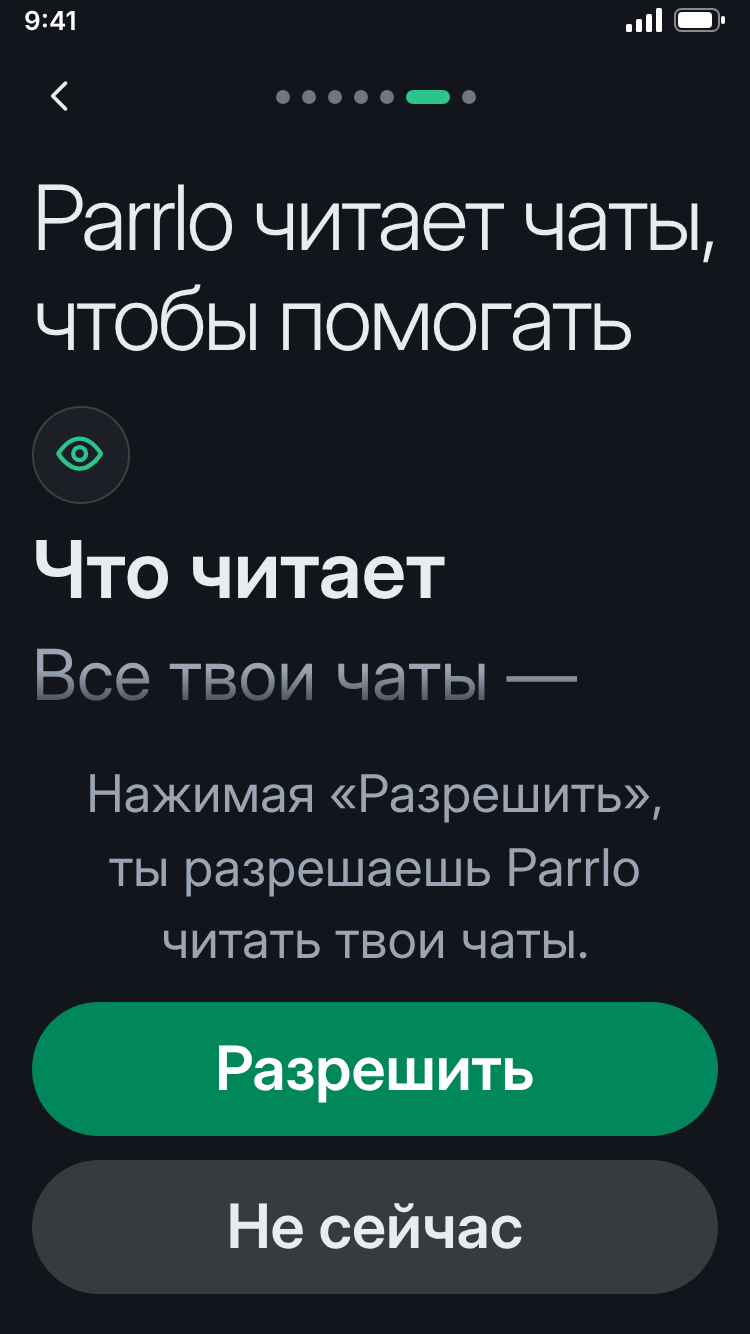 9:41
Parrlo читает чаты,
чтобы помогать
Что читает
Все твои чаты —
Нажимая «Разрешить»,
ты разрешаешь Parrlo
читать твои чаты.
Разрешить
Не сейчас